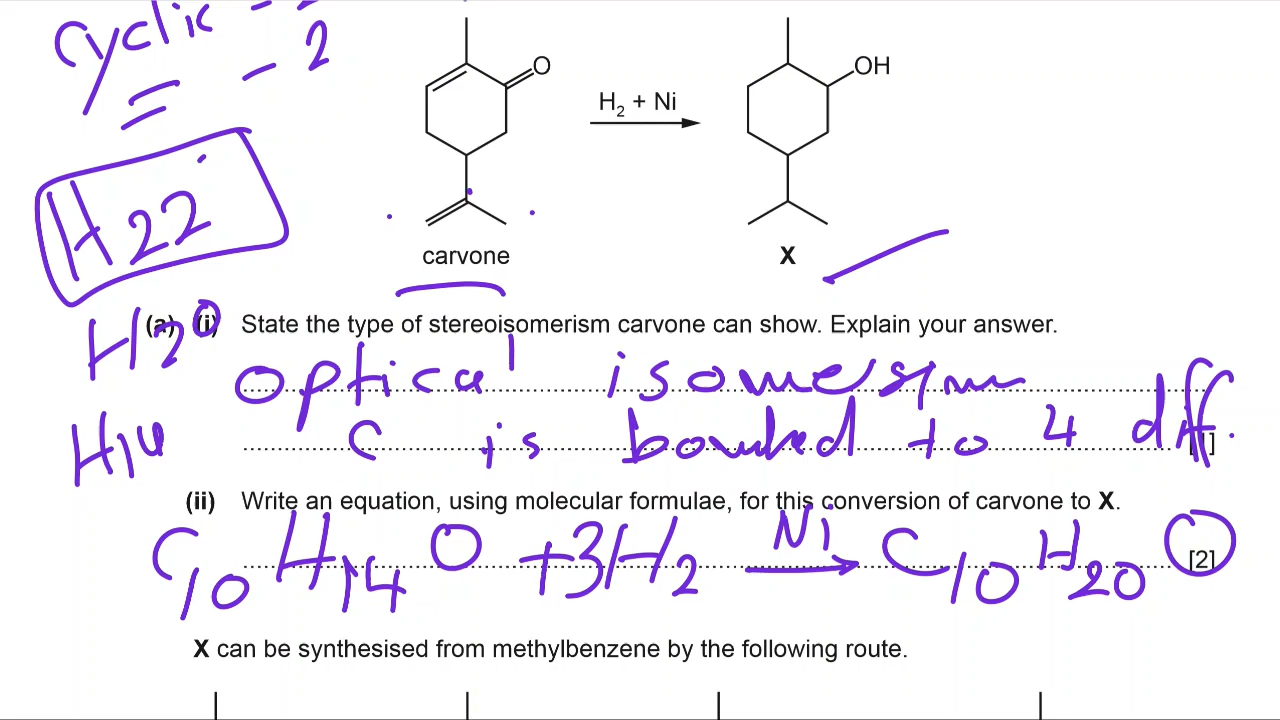 cyclic = -
- 2
=
H22
O
OH
H2 + Ni
carvone
X
H20
(a) (i) State the type of stereoisomerism carvone can show. Explain your answer.
optical isomerism
H14
C is bonded to 4 diff.
[1]
(ii) Write an equation, using molecular formulae, for this conversion of carvone to X.
C10H14O + 3H2 Ni → C10H20O
[2]
X can be synthesised from methylbenzene by the following route.